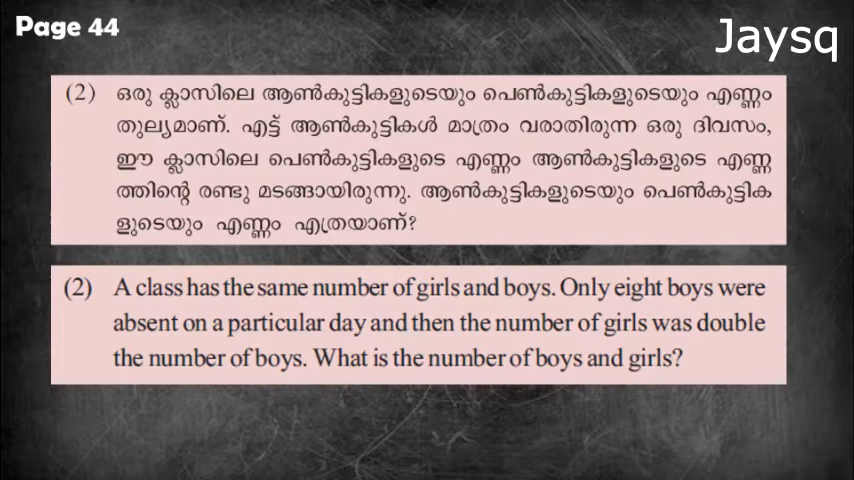 Page 44
Jaysq
(2) ഒരു ക്ലാസിലെ ആൺകുട്ടികളുടെയും പെൺകുട്ടികളുടെയും എണ്ണം
തുല്യമാണ്. എട്ട് ആൺകുട്ടികൾ മാത്രം വരാതിരുന്ന ഒരു ദിവസം,
ഈ ക്ലാസിലെ പെൺകുട്ടികളുടെ എണ്ണം ആൺകുട്ടികളുടെ എണ്ണ
ത്തിന്റെ രണ്ടു മടങ്ങായിരുന്നു. ആൺകുട്ടികളുടെയും പെൺകുട്ടിക
ളുടെയും എണ്ണം എത്രയാണ്?
(2) A class has the same number of girls and boys. Only eight boys were
absent on a particular day and then the number of girls was double
the number of boys. What is the number of boys and girls?